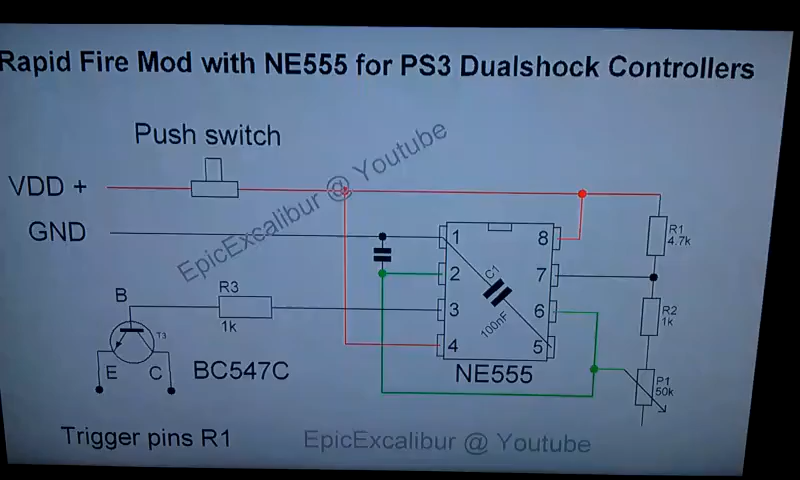 Rapid Fire Mod with NE555 for PS3 Dualshock Controllers
Push switch
EpicExcalibur @ Youtube
VDD +
GND
1
2
3
4
8
7
6
5
C1
100nF
NE555
R1
4.7k
R2
1k
P1
50k
R3
1k
B
T3
E
C
BC547C
Trigger pins R1
EpicExcalibur @ Youtube